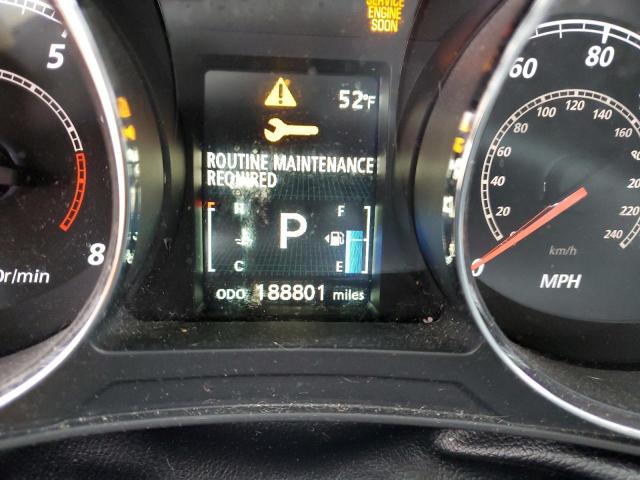 SERVICE
ENGINE
SOON
5
8
r/min
52°F
ROUTINE MAINTENANCE
REQUIRED
H
P
F
C
E
ODO 188801 miles
60
80
100
120
140
80
160
60
40
20
220
0
240
km/h
0
MPH